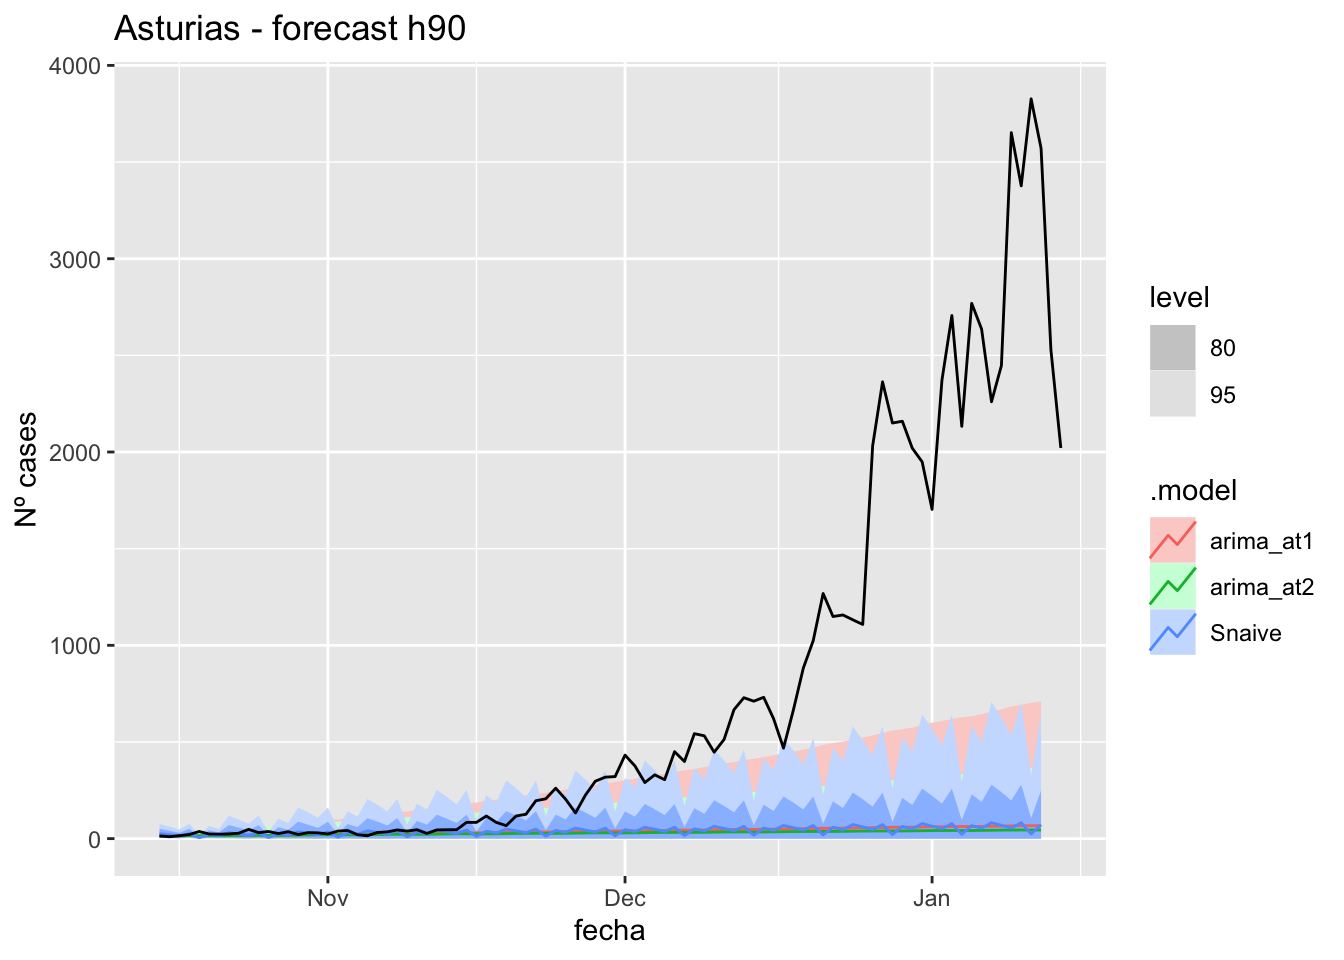 Asturias - forecast h90
4000
3000
2000
1000
0
Nº cases
Nov
Dec
Jan
fecha
level
80
95
.model
arima_at1
arima_at2
Snaive